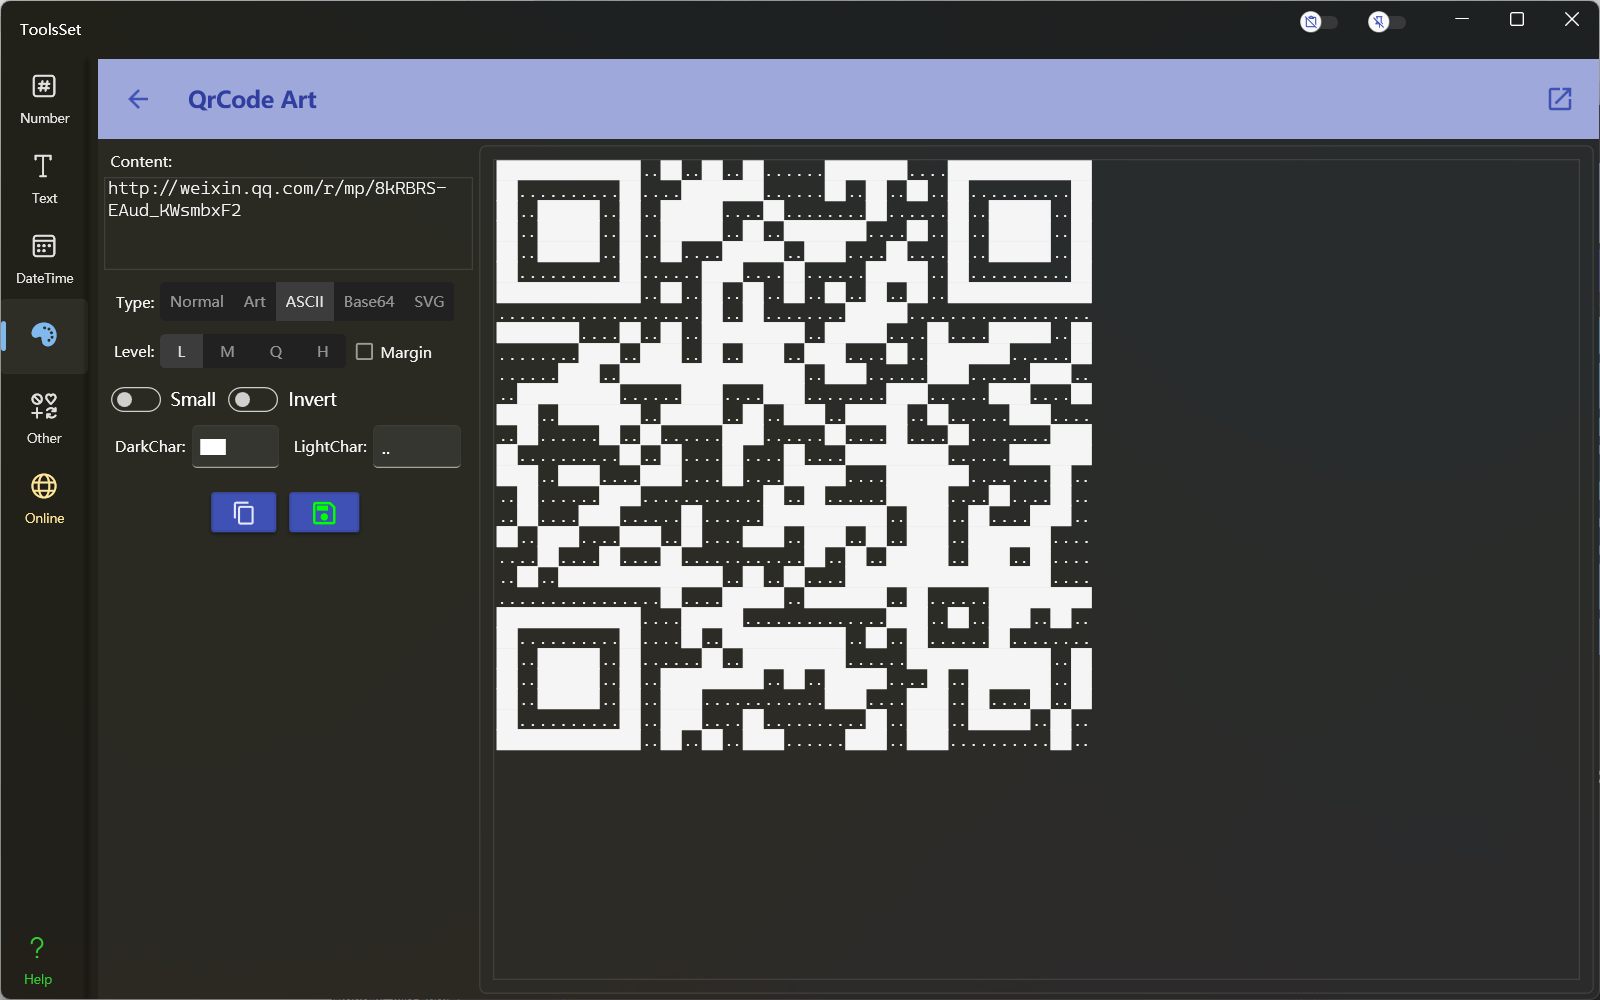 ToolsSet
Number
Text
DateTime
Other
Online
Help
QrCode Art
Content:
http://weixin.qq.com/r/mp/8kRBRS-
EAud_KWsmbxF2
Type: Normal Art ASCII Base64 SVG
Level: L M Q H Margin
Small Invert
DarkChar: LightChar: ..